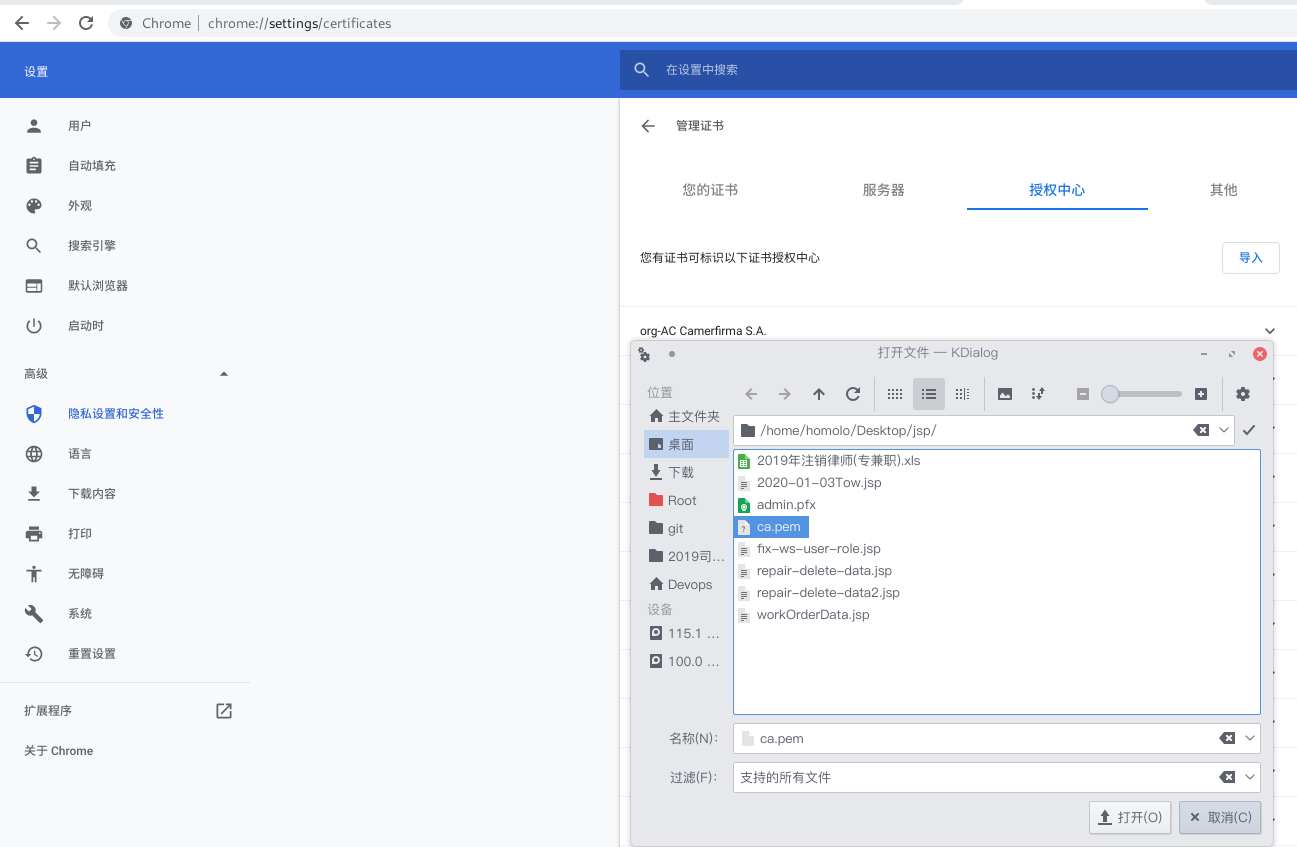 Chrome | chrome://settings/certificates
设置
在设置中搜索
用户
自动填充
外观
搜索引擎
默认浏览器
启动时
高级
隐私设置和安全性
语言
下载内容
打印
无障碍
系统
重置设置
扩展程序
关于 Chrome
管理证书
您的证书 服务器 授权中心 其他
您有证书可标识以下证书授权中心 导入
org-AC Camerfirma S.A.
打开文件 — KDialog
位置
主文件夹
桌面
下载
Root
git
2019司...
Devops
设备
115.1 ...
100.0 ...
/home/homolo/Desktop/jsp/
2019年注销律师(专兼职).xls
2020-01-03Tow.jsp
admin.pfx
ca.pem
fix-ws-user-role.jsp
repair-delete-data.jsp
repair-delete-data2.jsp
workOrderData.jsp
名称(N): ca.pem
过滤(F): 支持的所有文件
打开(O) 取消(C)